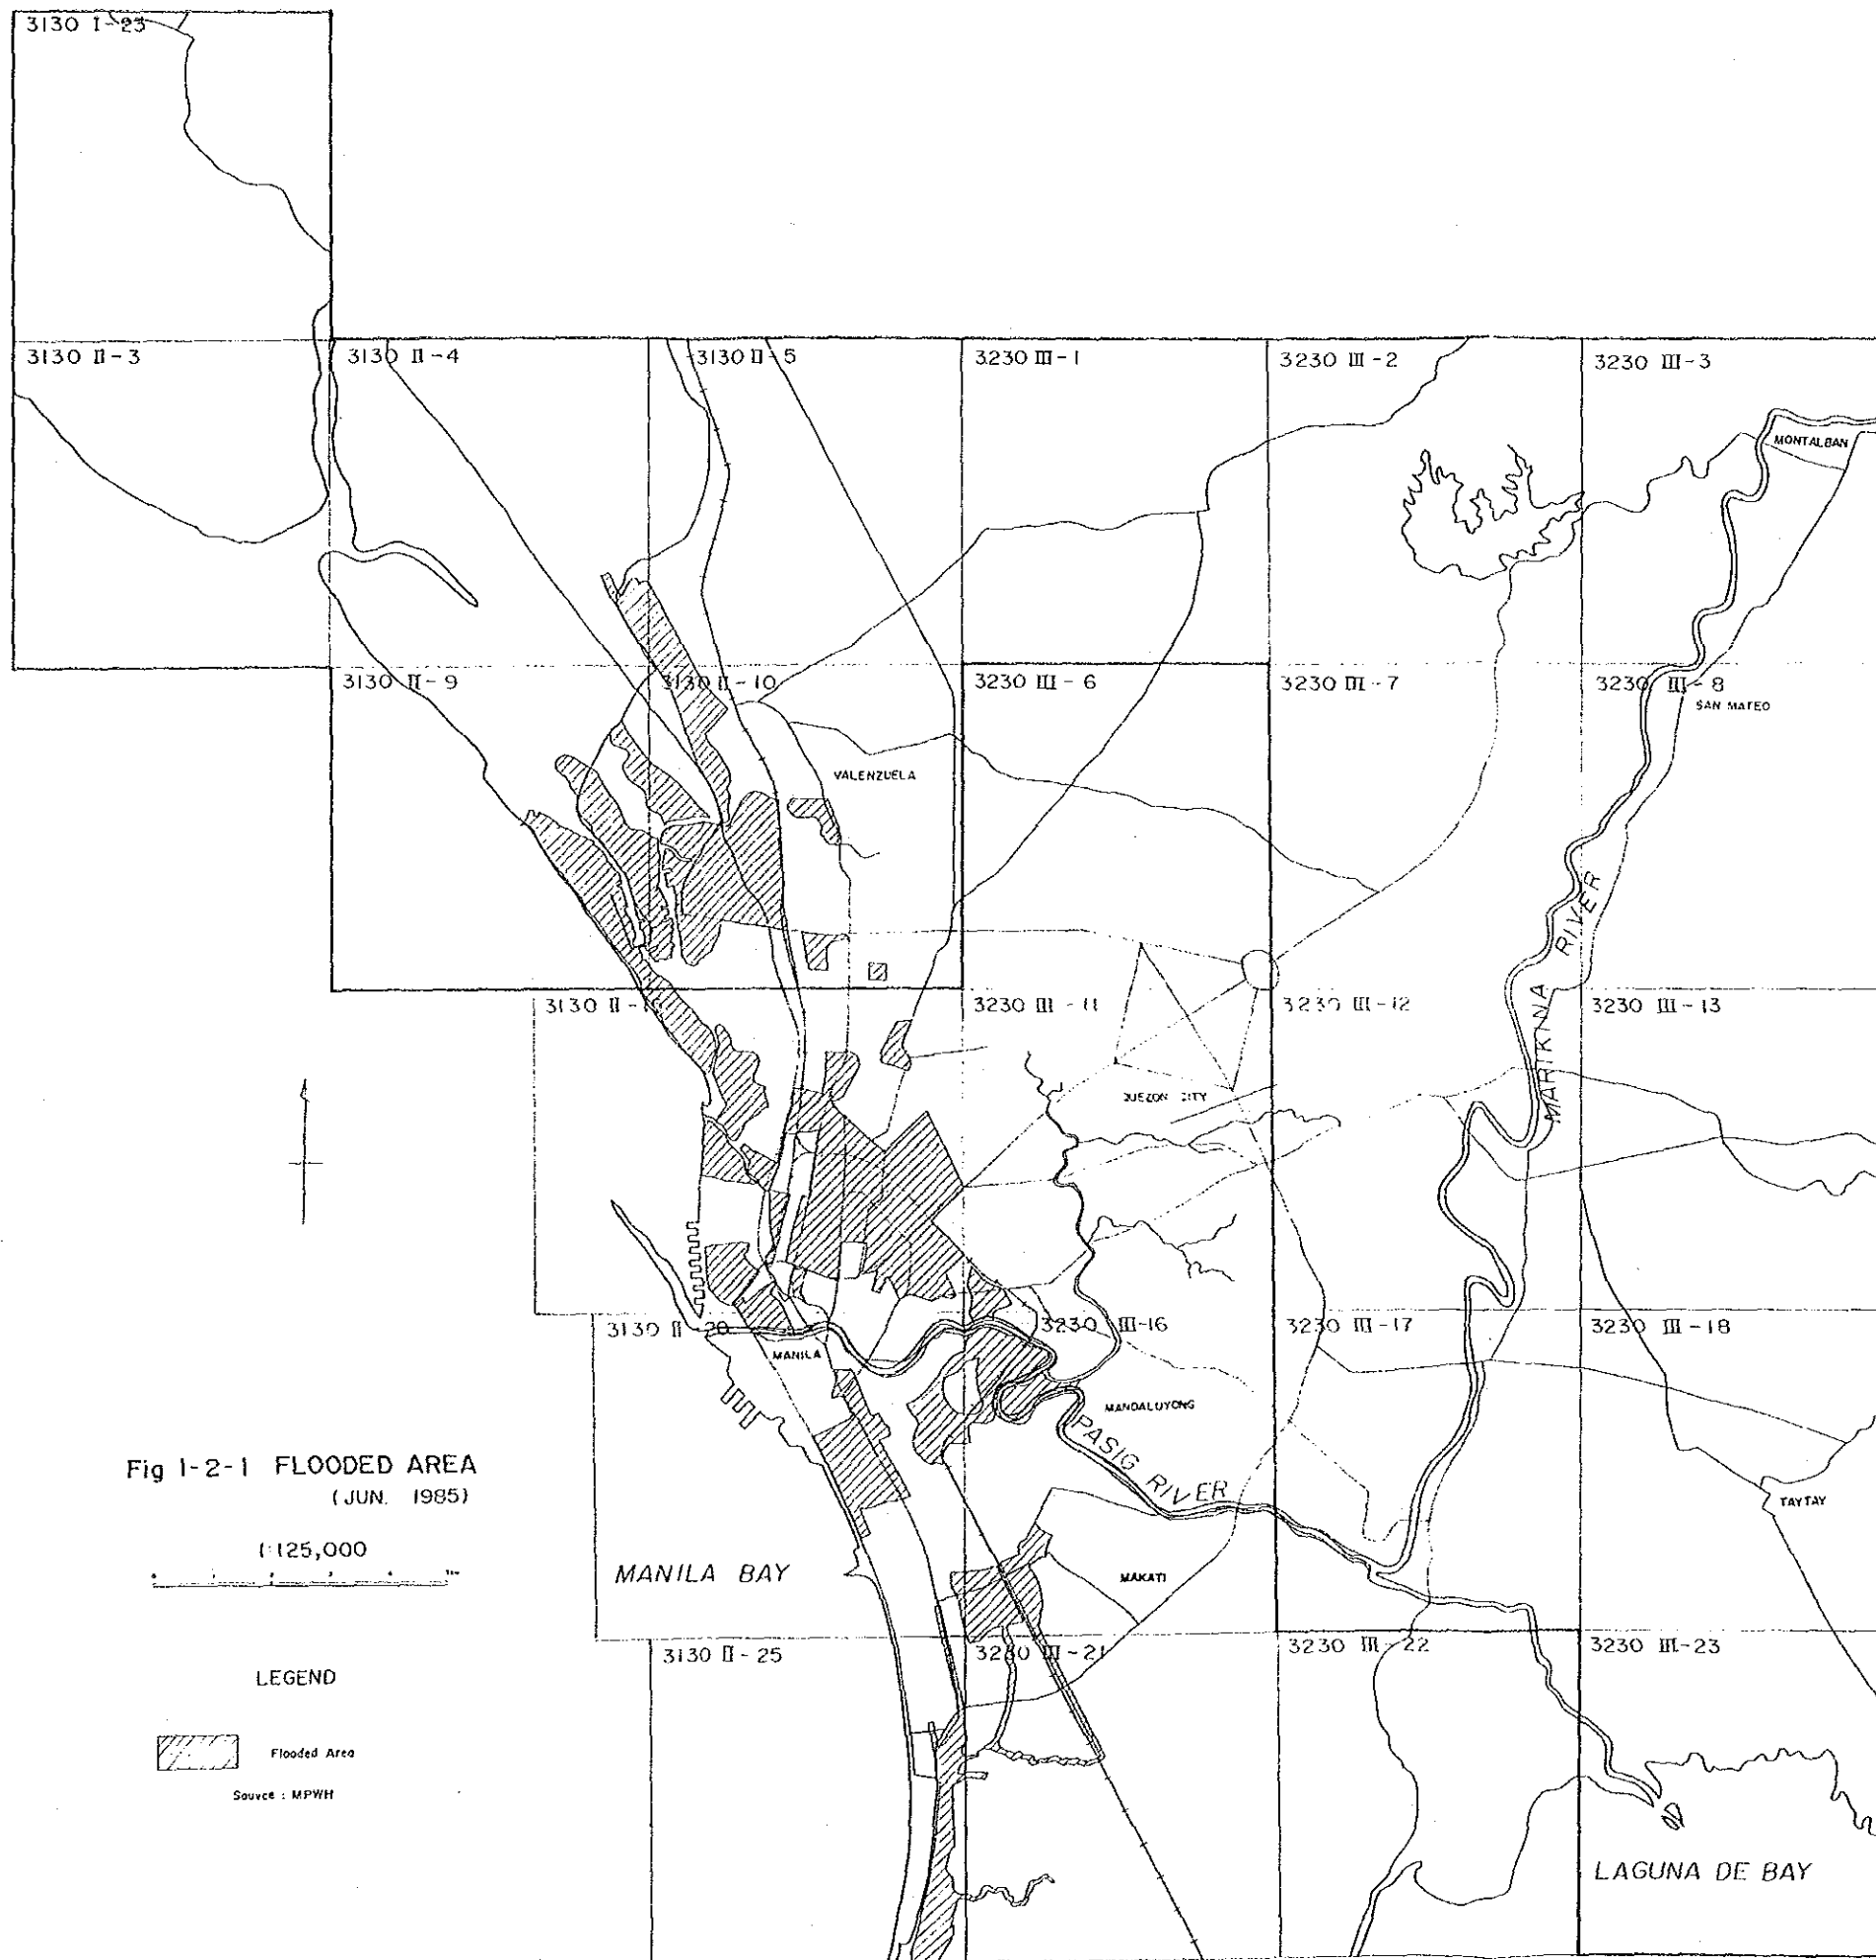 3130 I-23
3130 II-3
3130 II-4
3130 II-5
3230 III-1
3230 III-2
3230 III-3
MONTALBAN
3130 II-9
3130 II-10
3230 III-6
3230 III-7
3230 III-8
SAN MATEO
VALENZUELA
MARIKINA RIVER
3130 II-15
3230 III-11
3230 III-12
3230 III-13
QUEZON CITY
3130 II-20
3230 III-16
3230 III-17
3230 III-18
MANILA
MANDALUYONG
PASIG RIVER
Fig 1-2-1 FLOODED AREA
(JUN. 1985)
TAYTAY
1:125,000
MANILA BAY
MAKATI
3130 II-25
3230 III-21
3230 III-22
3230 III-23
LEGEND
Flooded Area
Souvce : MPWH
LAGUNA DE BAY